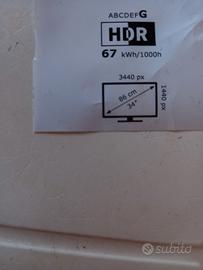 ABCDEFG
HDR
67 kWh/1000h
3440 px
86 cm
34"
1440 px
subito